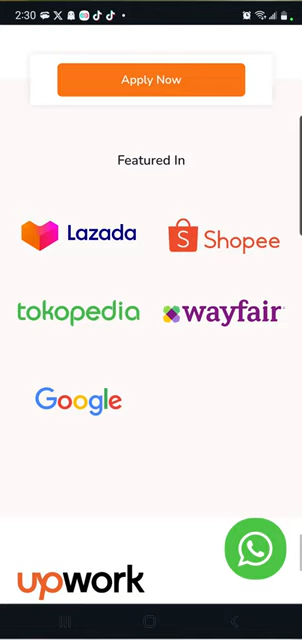 2:30
Apply Now
Featured In
Lazada
S Shopee
tokopedia
wayfair
Google
upwork